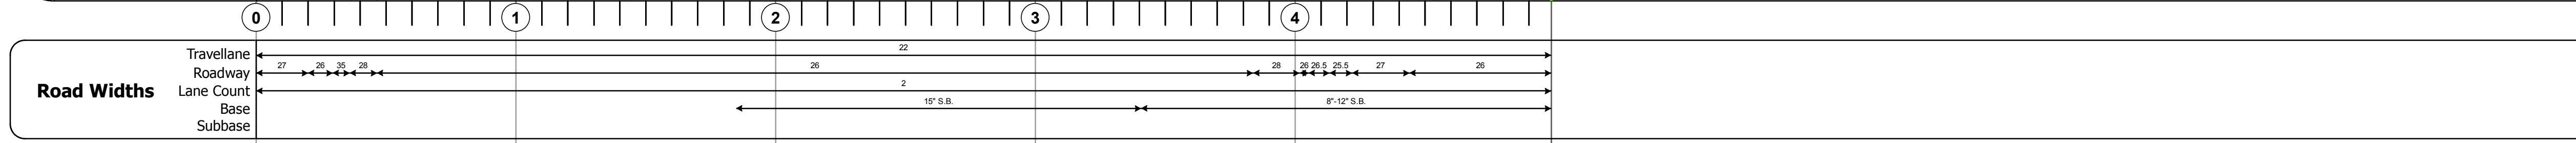 0 1 2 3 4
Travellane 22
Roadway 27 26 35 28 26 28 26 26.5 25.5 27 26
Road Widths
Lane Count 2
Base 15" S.B. 8"-12" S.B.
Subbase